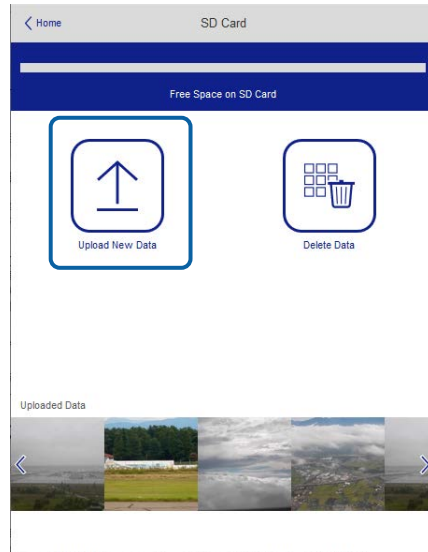 Home
SD Card
Free Space on SD Card
Upload New Data
Delete Data
Uploaded Data